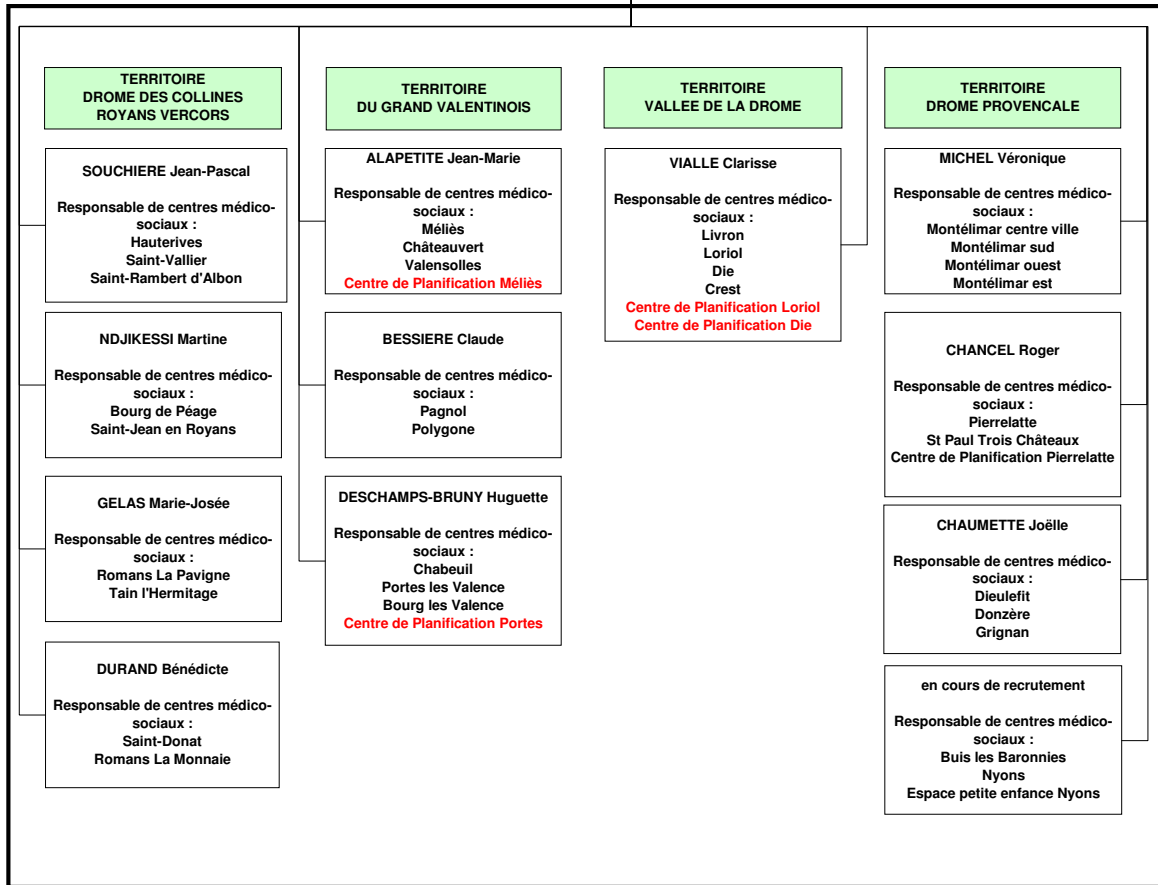 TERRITOIRE
DROME DES COLLINES
ROYANS VERCORS
SOUCHIERE Jean-Pascal
Responsable de centres médico-
sociaux :
Hauterives
Saint-Vallier
Saint-Rambert d'Albon
NDJIKESSI Martine
Responsable de centres médico-
sociaux :
Bourg de Péage
Saint-Jean en Royans
GELAS Marie-Josée
Responsable de centres médico-
sociaux :
Romans La Pavigne
Tain l'Hermitage
DURAND Bénédicte
Responsable de centres médico-
sociaux :
Saint-Donat
Romans La Monnaie
TERRITOIRE
DU GRAND VALENTINOIS
ALAPETITE Jean-Marie
Responsable de centres médico-
sociaux :
Méliès
Châteauvert
Valensolles
Centre de Planification Méliès
BESSIERE Claude
Responsable de centres médico-
sociaux :
Pagnol
Polygone
DESCHAMPS-BRUNY Huguette
Responsable de centres médico-
sociaux :
Chabeuil
Portes les Valence
Bourg les Valence
Centre de Planification Portes
TERRITOIRE
VALLEE DE LA DROME
VIALLE Clarisse
Responsable de centres médico-
sociaux :
Livron
Loriol
Die
Crest
Centre de Planification Loriol
Centre de Planification Die
TERRITOIRE
DROME PROVENCALE
MICHEL Véronique
Responsable de centres médico-
sociaux :
Montélimar centre ville
Montélimar sud
Montélimar ouest
Montélimar est
CHANCEL Roger
Responsable de centres médico-
sociaux :
Pierrelatte
St Paul Trois Châteaux
Centre de Planification Pierrelatte
CHAUMETTE Joëlle
Responsable de centres médico-
sociaux :
Dieulefit
Donzère
Grignan
en cours de recrutement
Responsable de centres médico-
sociaux :
Buis les Baronnies
Nyons
Espace petite enfance Nyons